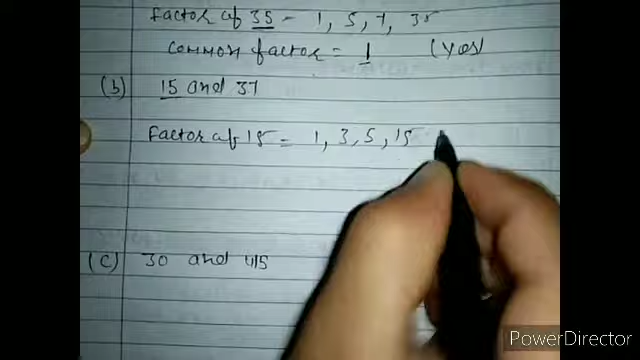 Factor of 35 = 1, 5, 7, 35
Common factor = 1 (Yes)
(b) 15 and 37
Factor of 15 = 1, 3, 5, 15
(c) 30 and 415
PowerDirector